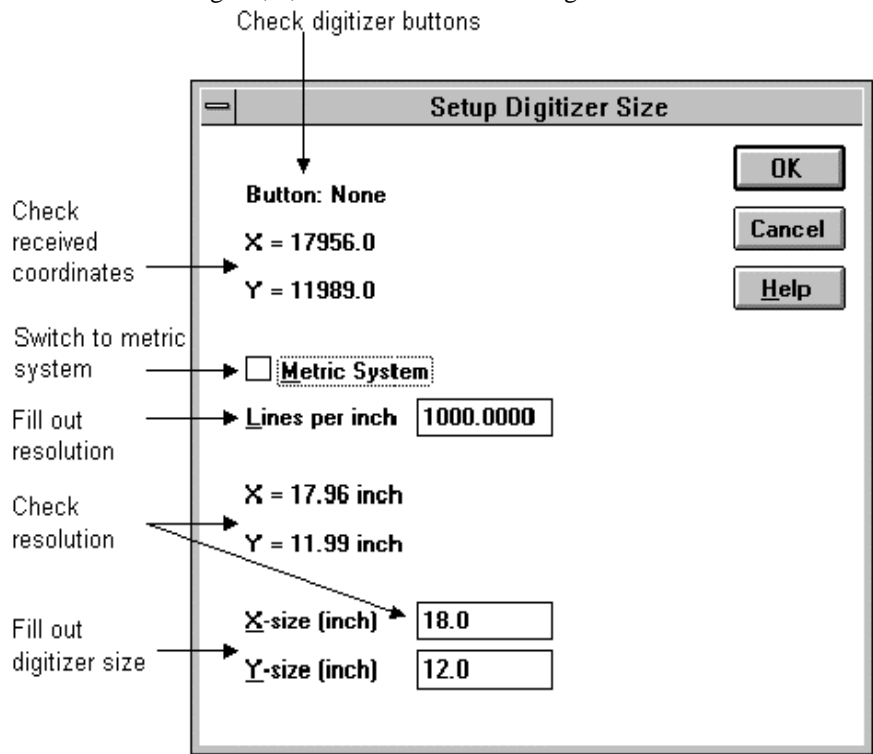 Check digitizer buttons
Setup Digitizer Size
OK
Button: None
Cancel
Check
received
coordinates
X = 17956.0
Y = 11989.0
Help
Switch to metric
system
Metric System
Fill out
resolution
Lines per inch 1000.0000
Check
resolution
X = 17.96 inch
Y = 11.99 inch
Fill out
digitizer size
X-size (inch) 18.0
Y-size (inch) 12.0